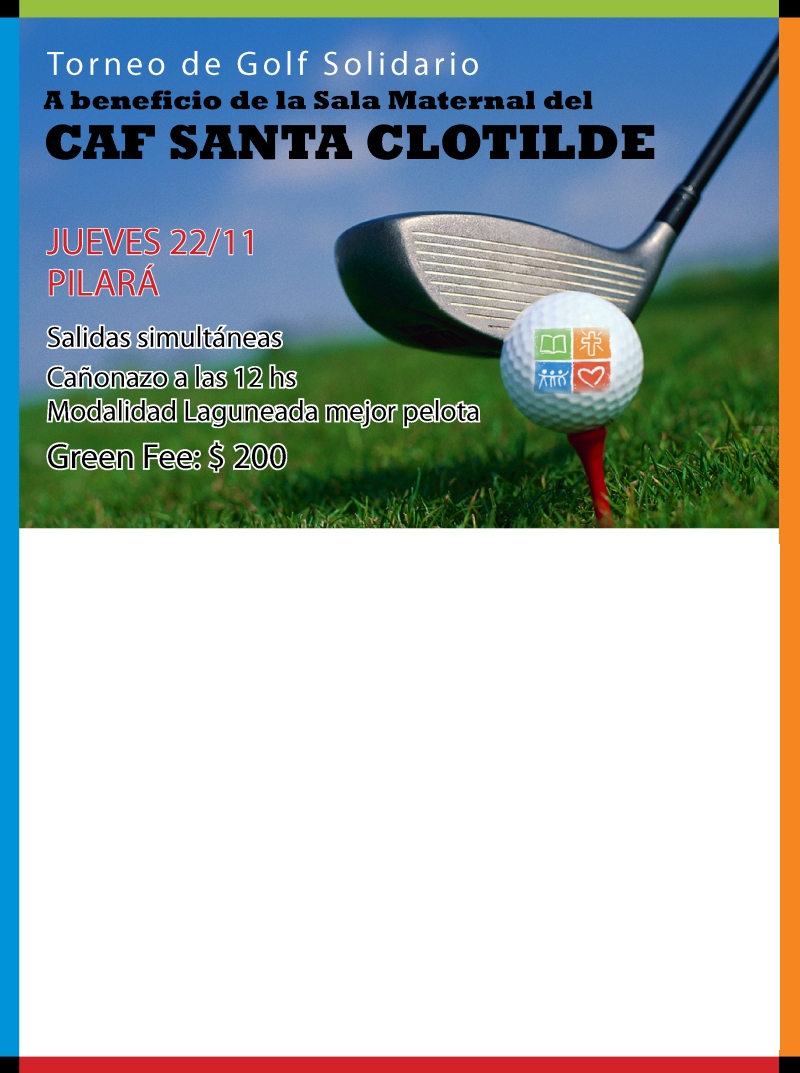 Torneo de Golf Solidario
A beneficio de la Sala Maternal del
CAF SANTA CLOTILDE
JUEVES 22/11
PILARÁ
Salidas simultáneas
Cañonazo a las 12 hs
Modalidad Laguneada mejor pelota
Green Fee: $ 200